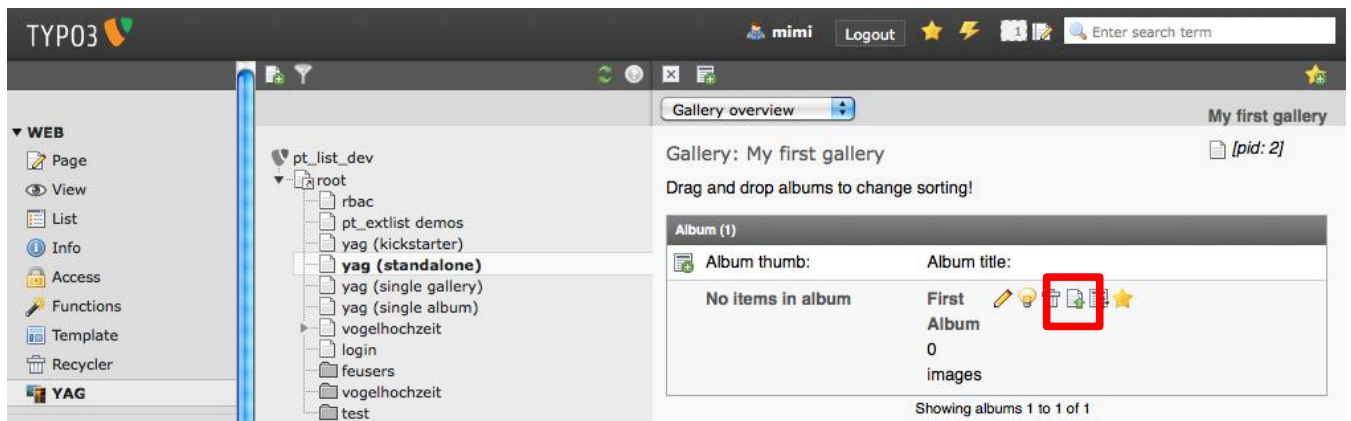 TYPO3
mimi Logout 1 Enter search term
Gallery overview
My first gallery
[pid: 2]
WEB
Page
View
List
Info
Access
Functions
Template
Recycler
YAG
pt_list_dev
root
rbac
pt_extlist demos
yag (kickstarter)
yag (standalone)
yag (single gallery)
yag (single album)
vogelhochzeit
login
feusers
vogelhochzeit
test
Gallery: My first gallery
Drag and drop albums to change sorting!
Album (1)
Album thumb: Album title:
No items in album
First
Album
0
images
Showing albums 1 to 1 of 1